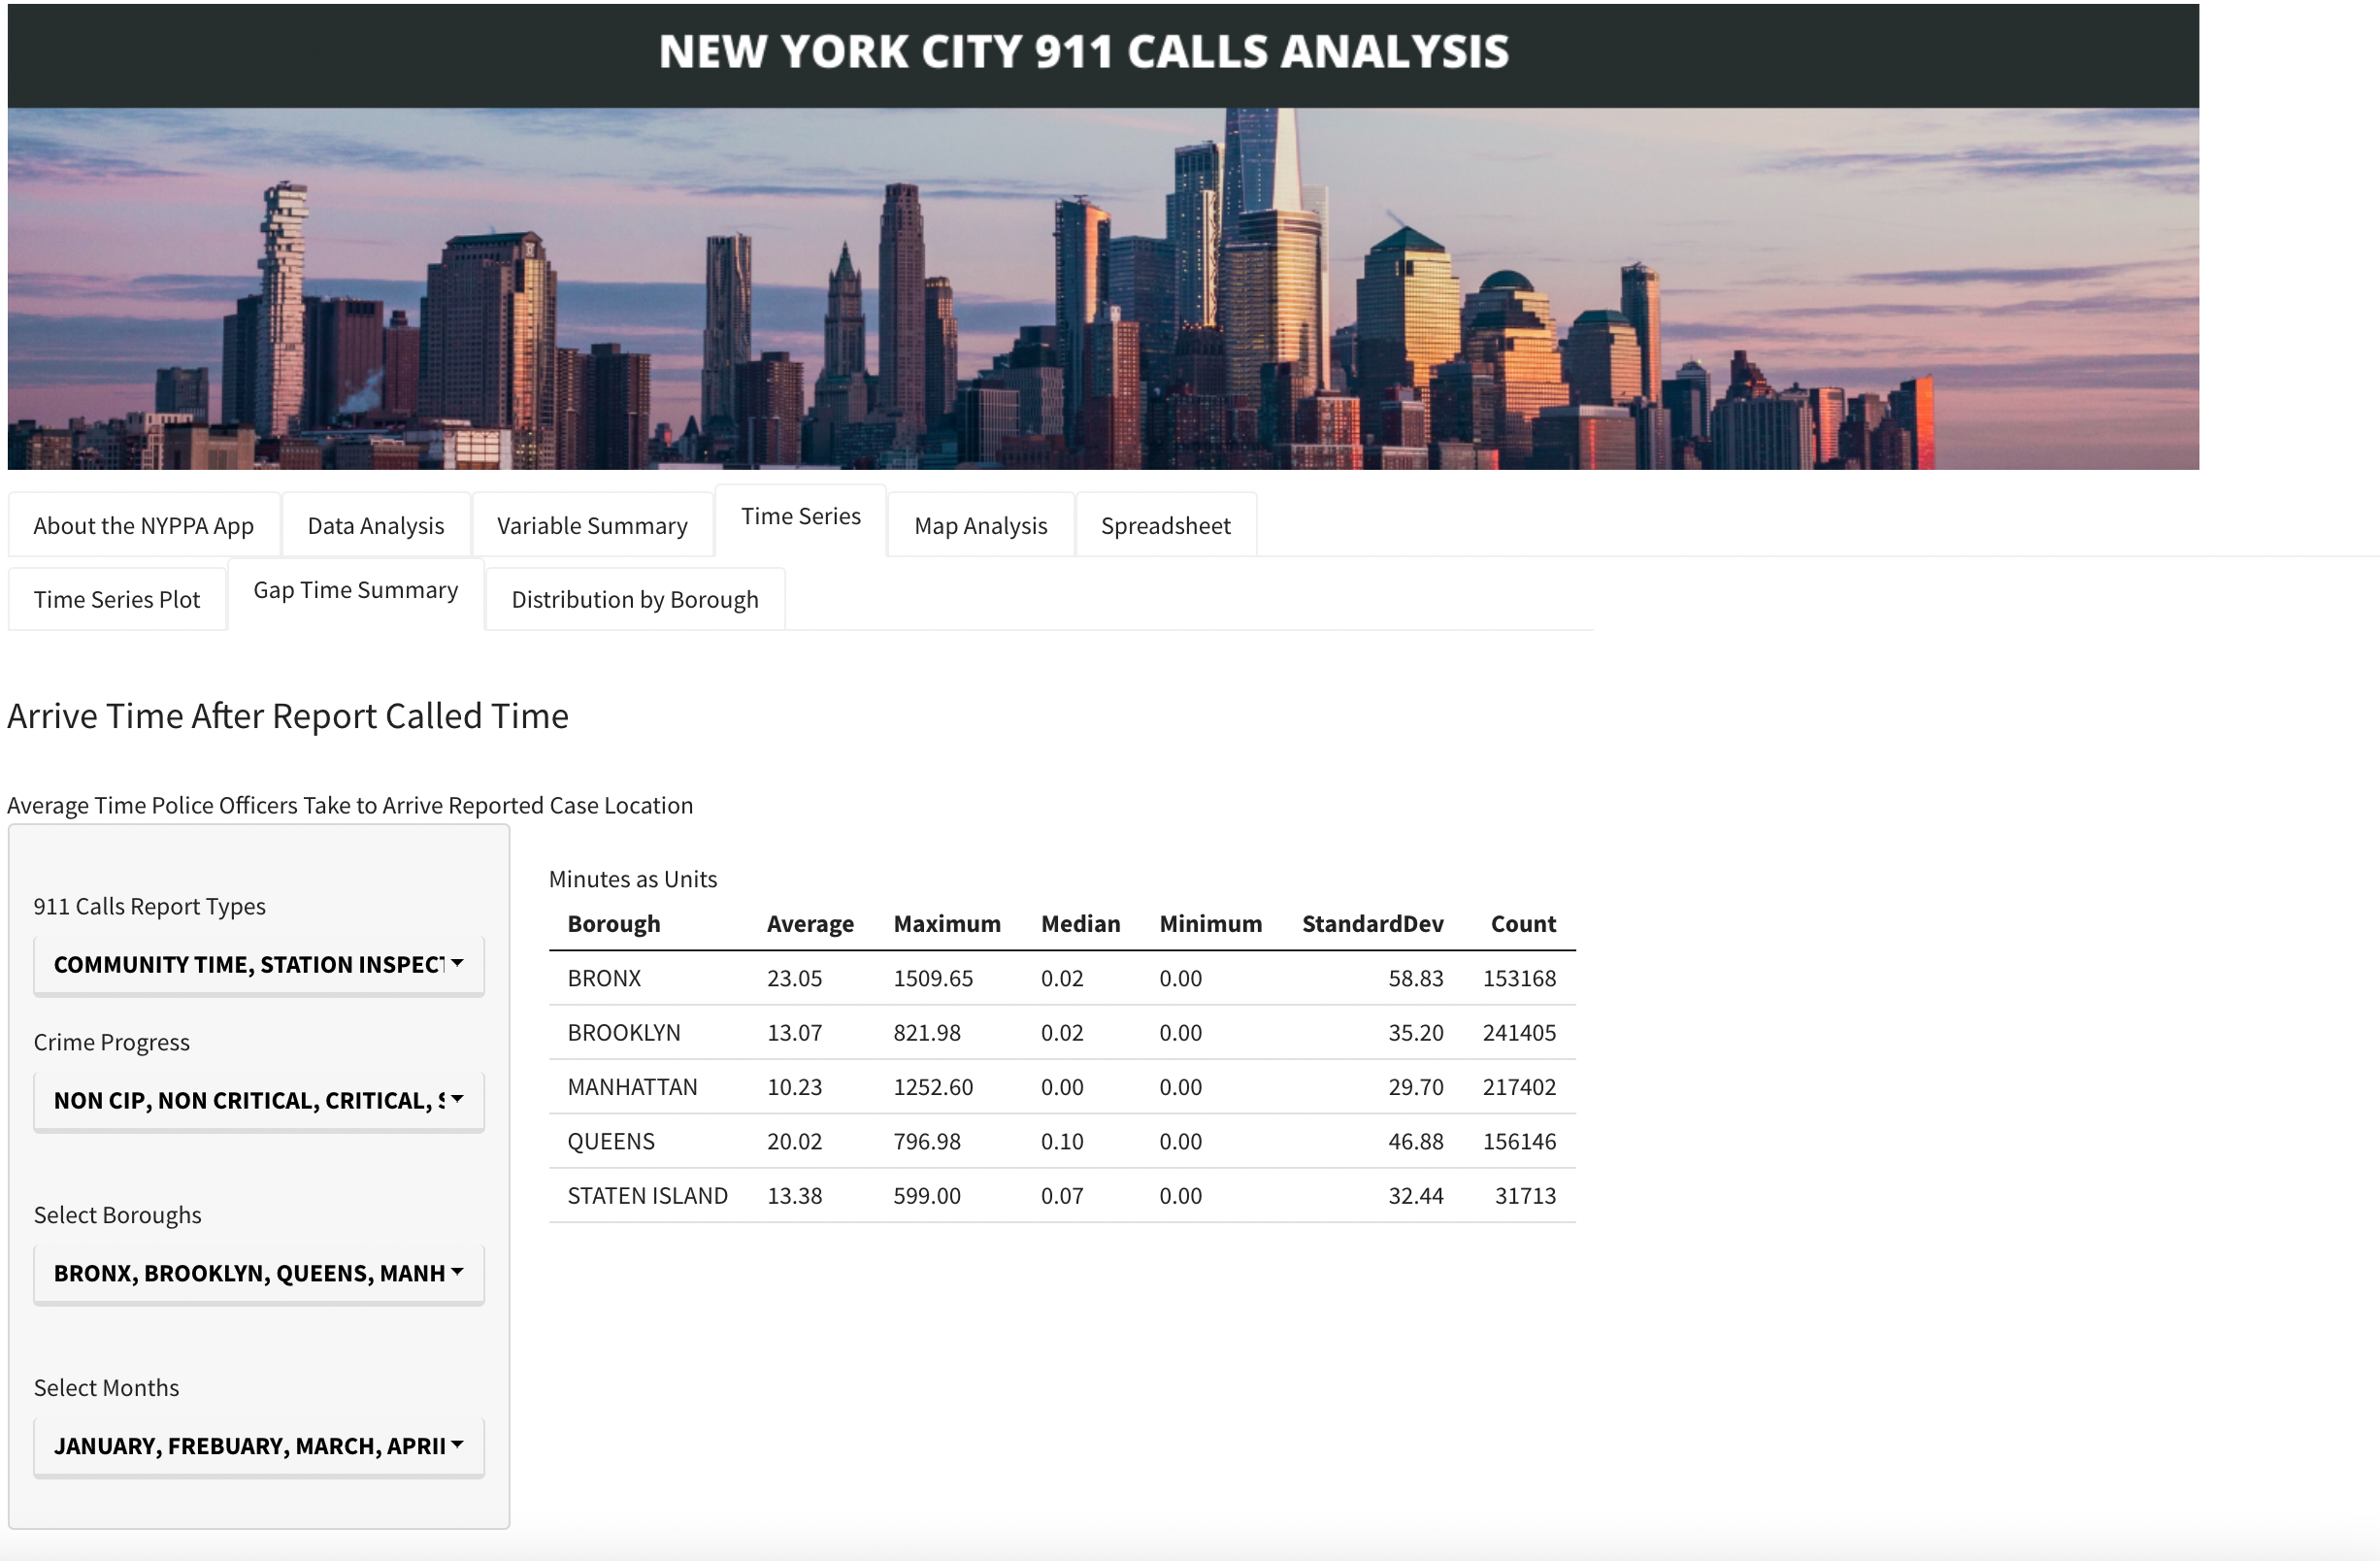 NEW YORK CITY 911 CALLS ANALYSIS
About the NYPPA App Data Analysis Variable Summary Time Series Map Analysis Spreadsheet
Time Series Plot Gap Time Summary Distribution by Borough
Arrive Time After Report Called Time
Average Time Police Officers Take to Arrive Reported Case Location
911 Calls Report Types
COMMUNITY TIME, STATION INSPECT
Crime Progress
NON CIP, NON CRITICAL, CRITICAL, S
Select Boroughs
BRONX, BROOKLYN, QUEENS, MANH
Select Months
JANUARY, FREBUARY, MARCH, APRIL
Minutes as Units
Borough Average Maximum Median Minimum StandardDev Count
BRONX 23.05 1509.65 0.02 0.00 58.83 153168
BROOKLYN 13.07 821.98 0.02 0.00 35.20 241405
MANHATTAN 10.23 1252.60 0.00 0.00 29.70 217402
QUEENS 20.02 796.98 0.10 0.00 46.88 156146
STATEN ISLAND 13.38 599.00 0.07 0.00 32.44 31713